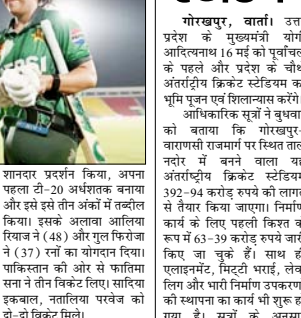 शानदार प्रदर्शन किया, अपना
पहला टी-20 अर्धशतक बनाया
और इसे इसे तीन अंकों में तब्दील
किया। इसके अलावा आलिया
रियाज ने (48) और गुल फिरोजा
ने (37) रनों का योगदान दिया।
पाकिस्तान की ओर से फातिमा
सना ने तीन विकेट लिए। सादिया
इकबाल, नतालिया परवेज को
दो-दो विकेट मिले।
गोरखपुर, वार्ता। उत्त
प्रदेश के मुख्यमंत्री योगी
आदित्यनाथ 16 मई को पूर्वांचल
के पहले और प्रदेश के चौथे
अंतर्राष्ट्रीय क्रिकेट स्टेडियम क
भूमि पूजन एवं शिलान्यास करेंगे
आधिकारिक सूत्रों ने बुधवा
को बताया कि गोरखपुर-
वाराणसी राजमार्ग पर स्थित ताल
नदोर में बनने वाला य
अंतर्राष्ट्रीय क्रिकेट स्टेडियम
392-94 करोड़ रुपये की लागत
से तैयार किया जाएगा। निर्माण
कार्य के लिए पहली किश्त क
रूप में 63-39 करोड़ रुपये जारी
किए जा चुके हैं। साथ ही
एलाइनमेंट, मिट्टी भराई, लेव
लिंग और भारी निर्माण उपकरण
की स्थापना का कार्य भी शुरू ह
गया है। सूत्रों के अनुसा